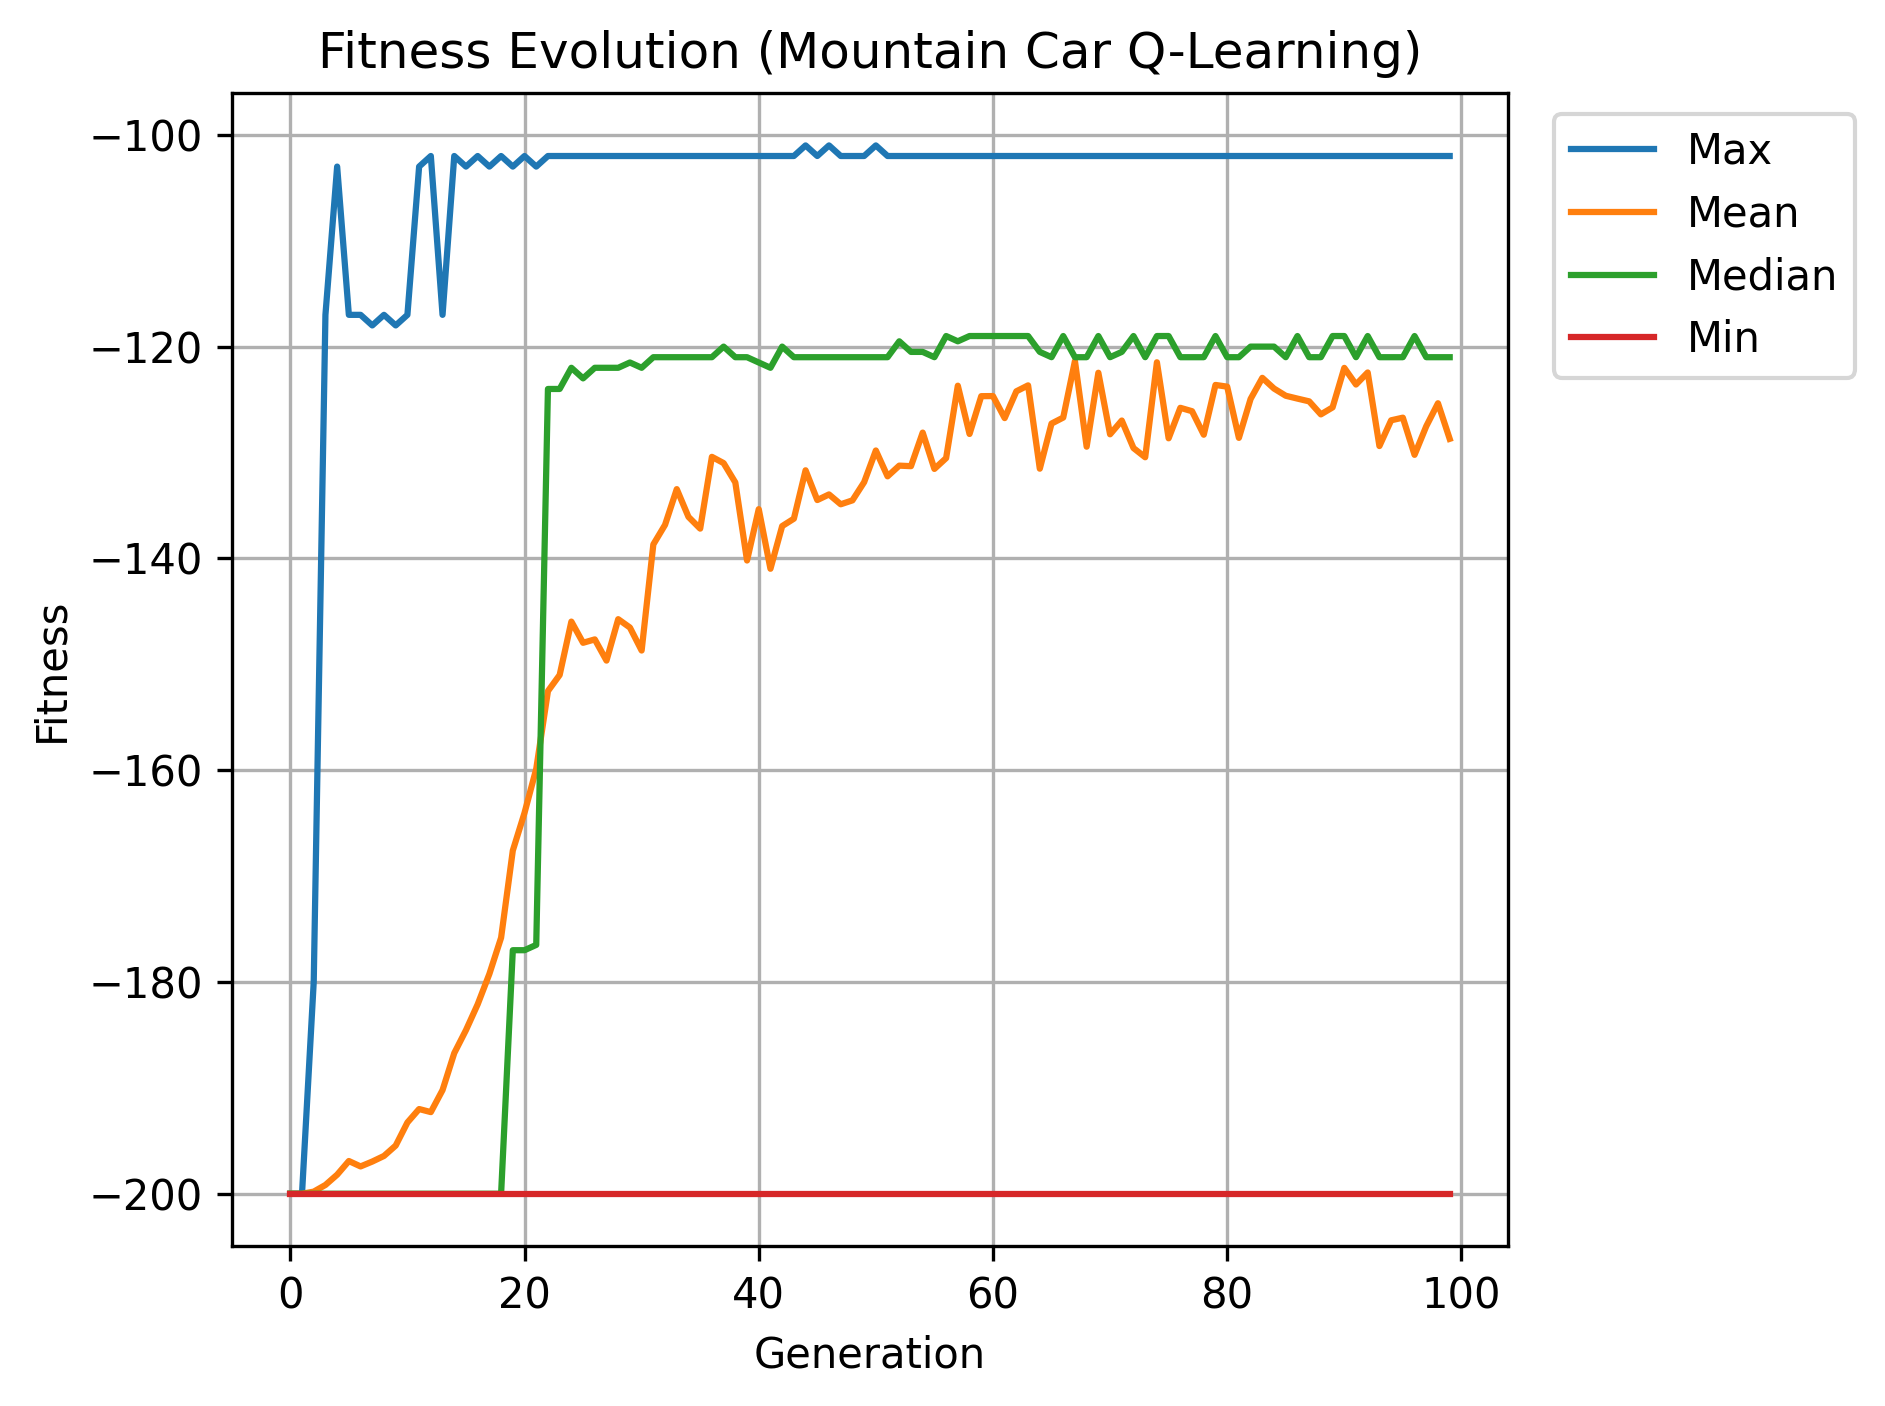 Fitness Evolution (Mountain Car Q-Learning)
Max
Mean
Median
Min
−100
−120
−140
−160
−180
−200
Fitness
0 20 40 60 80 100
Generation